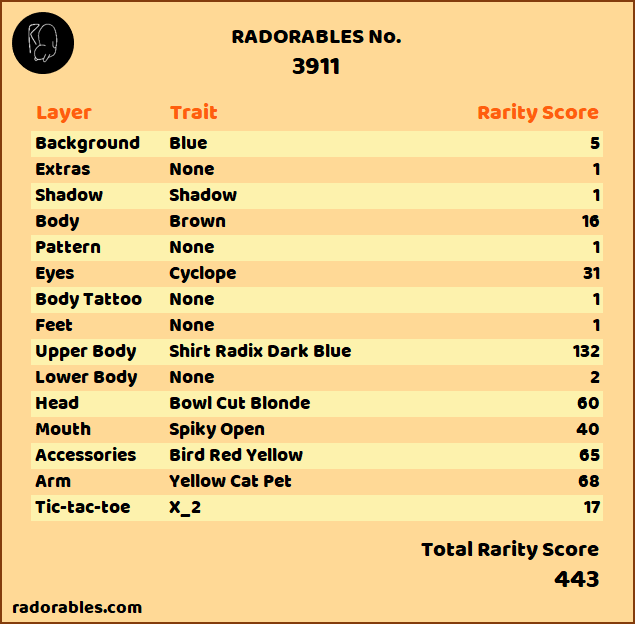 RADORABLES No.
3911
Layer Trait Rarity Score
Background Blue 5
Extras None 1
Shadow Shadow 1
Body Brown 16
Pattern None 1
Eyes Cyclope 31
Body Tattoo None 1
Feet None 1
Upper Body Shirt Radix Dark Blue 132
Lower Body None 2
Head Bowl Cut Blonde 60
Mouth Spiky Open 40
Accessories Bird Red Yellow 65
Arm Yellow Cat Pet 68
Tic-tac-toe X_2 17
Total Rarity Score
443
radorables.com